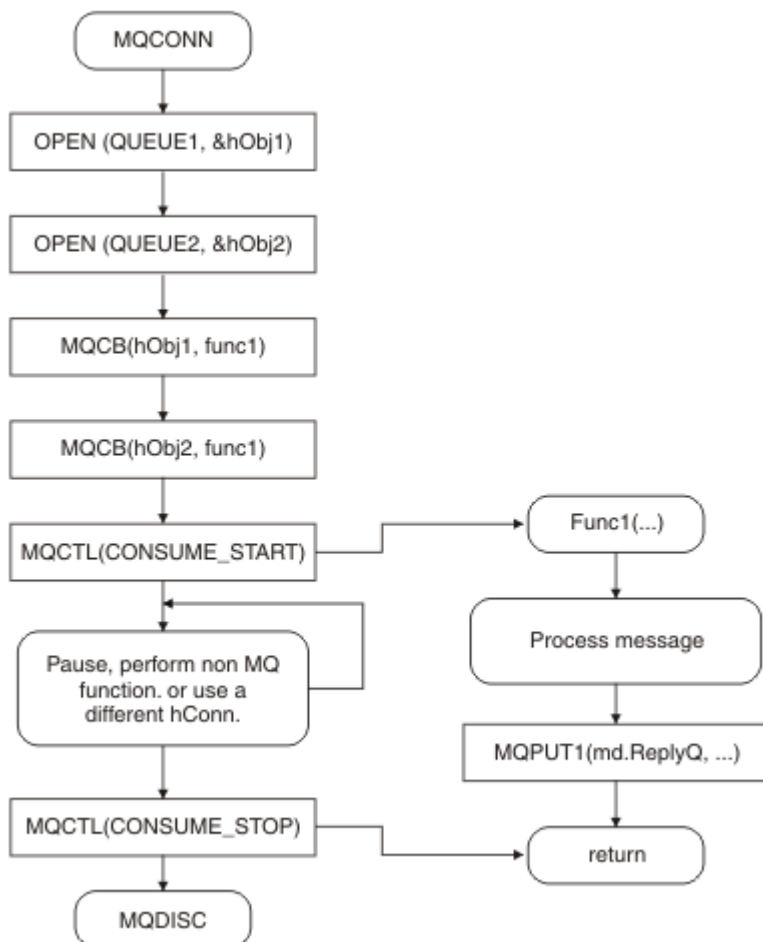 MQCONN
OPEN (QUEUE1, &hObj1)
OPEN (QUEUE2, &hObj2)
MQCB(hObj1, func1)
MQCB(hObj2, func1)
MQCTL(CONSUME_START)
Pause, perform non MQ
function. or use a
different hConn.
MQCTL(CONSUME_STOP)
MQDISC
Func1(...)
Process message
MQPUT1(md.ReplyQ, ...)
return